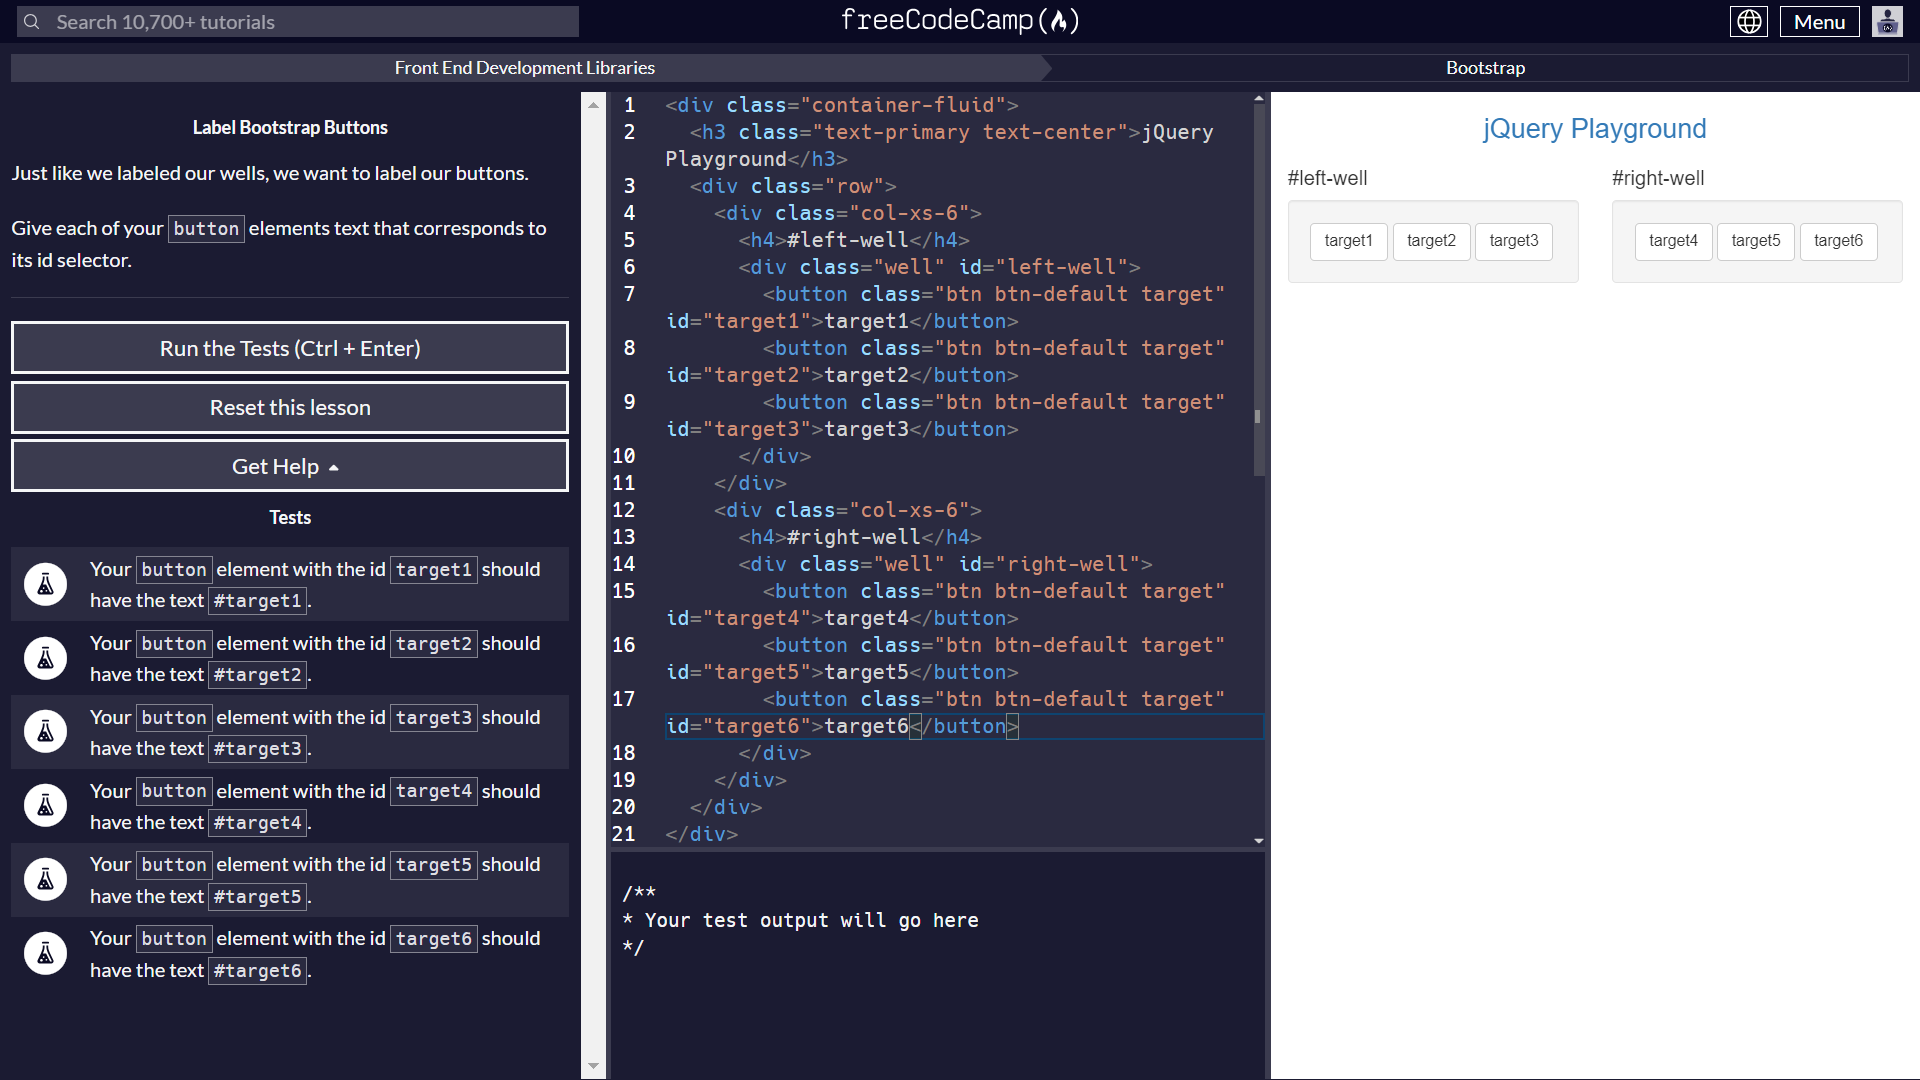 Search 10,700+ tutorials
freeCodeCamp
Menu
Front End Development Libraries
Bootstrap
Label Bootstrap Buttons
Just like we labeled our wells, we want to label our buttons.
Give each of your button elements text that corresponds to
its id selector.
Run the Tests (Ctrl + Enter)
Reset this lesson
Get Help
Tests
Your button element with the id target1 should
have the text #target1.
Your button element with the id target2 should
have the text #target2.
Your button element with the id target3 should
have the text #target3.
Your button element with the id target4 should
have the text #target4.
Your button element with the id target5 should
have the text #target5.
Your button element with the id target6 should
have the text #target6.
1 <div class="container-fluid">
2 <h3 class="text-primary text-center">jQuery
Playground</h3>
3 <div class="row">
4 <div class="col-xs-6">
5 <h4>#left-well</h4>
6 <div class="well" id="left-well">
7 <button class="btn btn-default target"
id="target1">target1</button>
8 <button class="btn btn-default target"
id="target2">target2</button>
9 <button class="btn btn-default target"
id="target3">target3</button>
10 </div>
11 </div>
12 <div class="col-xs-6">
13 <h4>#right-well</h4>
14 <div class="well" id="right-well">
15 <button class="btn btn-default target"
id="target4">target4</button>
16 <button class="btn btn-default target"
id="target5">target5</button>
17 <button class="btn btn-default target"
id="target6">target6</button>
18 </div>
19 </div>
20 </div>
21 </div>
/**
* Your test output will go here
*/
jQuery Playground
#left-well
target1 target2 target3
#right-well
target4 target5 target6